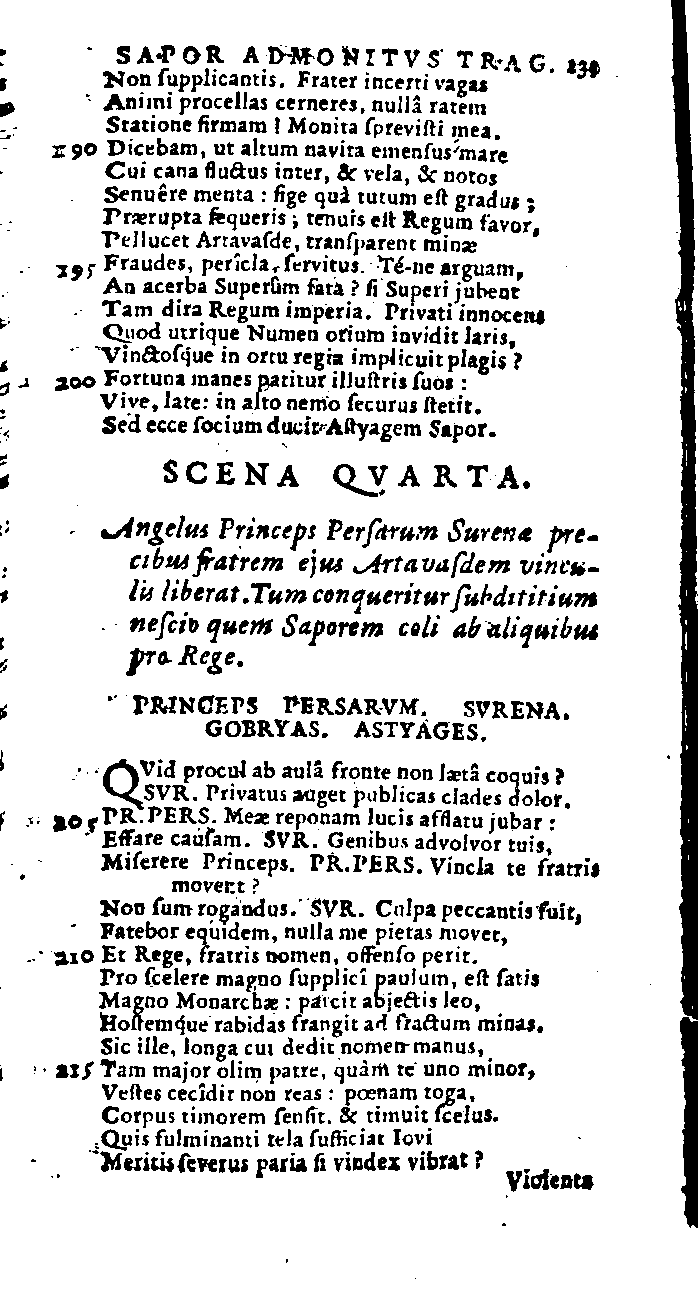 SAPOR ADMONITVS TRAG. 239
Non ſupplicantis. Frater incerti vagas
Animi procellas cerneres, nullâ ratem
Statione firmam! Monita ſpreviſti mea.
190 Dicebam, ut altum navita emenſus mare
Cui cana fluctus inter, & vela, & notos
Senuêre menta: ſige quâ tutum eſt gradus;
Prærupta ſequeris; tenuis eſt Regum favor,
Pellucet Artavaſde, tranſparent minæ
195 Fraudes, perîcla, ſervitus. Té-ne arguam,
An acerba Superûm fata? ſi Superi jubent
Tam dira Regum imperia. Privati innocens
Quod utrique Numen otium invidit laris,
Vinctoſque in ortu regia implicuit plagis?
200 Fortuna manes patitur illuſtris ſuos:
Vive, late: in alto nemo ſecurus ſtetit.
Sed ecce ſocium ducit Aſtyagem Sapor.
SCENA QVARTA.
Angelus Princeps Perſarum Surenæ pre-
cibus fratrem ejus Artavaſdem vincu-
lis liberat. Tum conqueritur ſubdititium
neſcio quem Saporem coli ab aliquibus
pro Rege.
PRINCEPS PERSARVM. SVRENA.
GOBRYAS. ASTYAGES.
QVid procul ab aulâ fronte non lætâ coquis?
SVR. Privatus auget publicas clades dolor.
205 PR. PERS. Meæ reponam lucis afflatu jubar:
Effare cauſam. SVR. Genibus advolvor tuis,
Miſerere Princeps. PR. PERS. Vincla te fratris
movent?
Non ſum rogandus. SVR. Culpa peccantis fuit,
Fatebor equidem, nulla me pietas movet,
210 Et Rege, fratris nomen, offenſo perit.
Pro ſcelere magno ſupplicî paulum, eſt ſatis
Magno Monarchæ: parcit abjectis leo,
Hoſtemque rabidas frangit ad fractum minas.
Sic ille, longa cui dedit nomen manus,
215 Tam major olim patre, quàm te uno minor,
Veſtes cecîdit non reas: pœnam toga,
Corpus timorem ſenſit. & timuit ſcelus.
Quis fulminanti tela ſufficiat Iovi
Meritis ſeverus paria ſi vindex vibrat?
Violenta